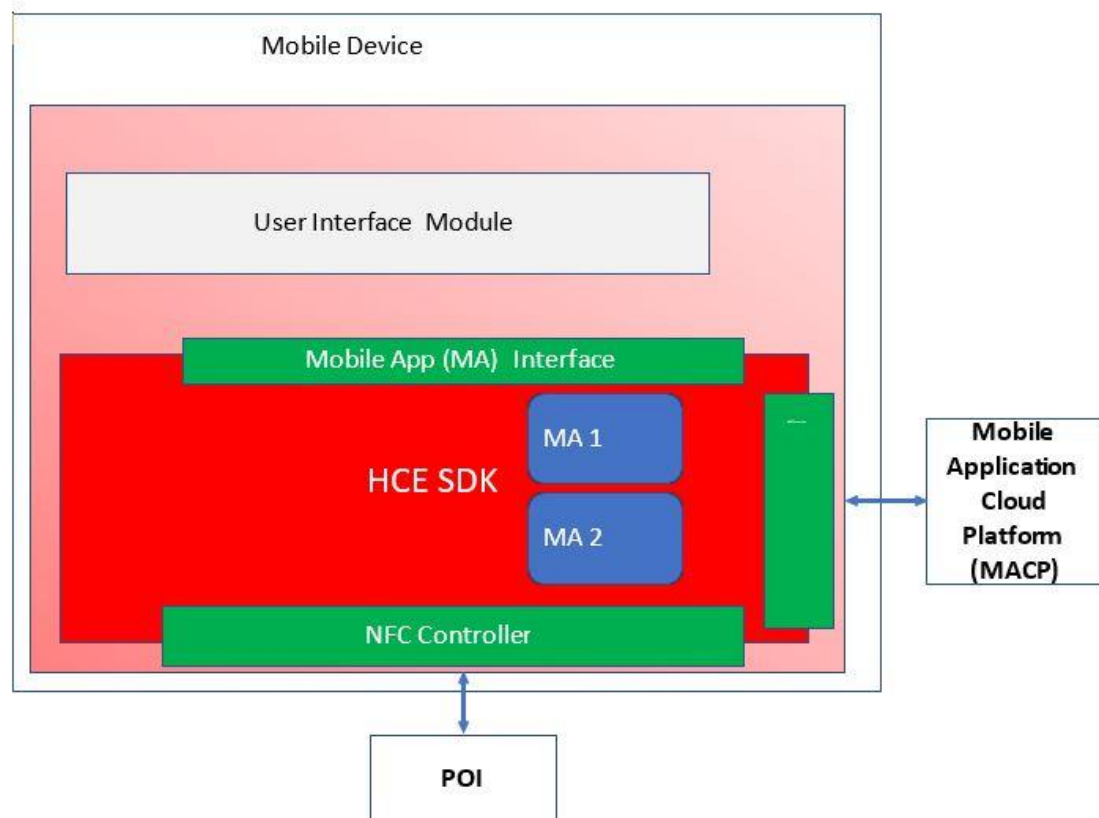 Mobile Device
User Interface Module
Mobile App (MA) Interface
MA 1
HCE SDK
MA 2
NFC Controller
Mobile
Application
Cloud
Platform
(MACP)
POI